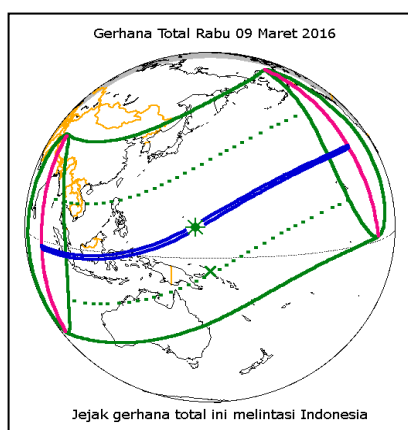 Gerhana Total Rabu 09 Maret 2016
Jejak gerhana total ini melintasi Indonesia